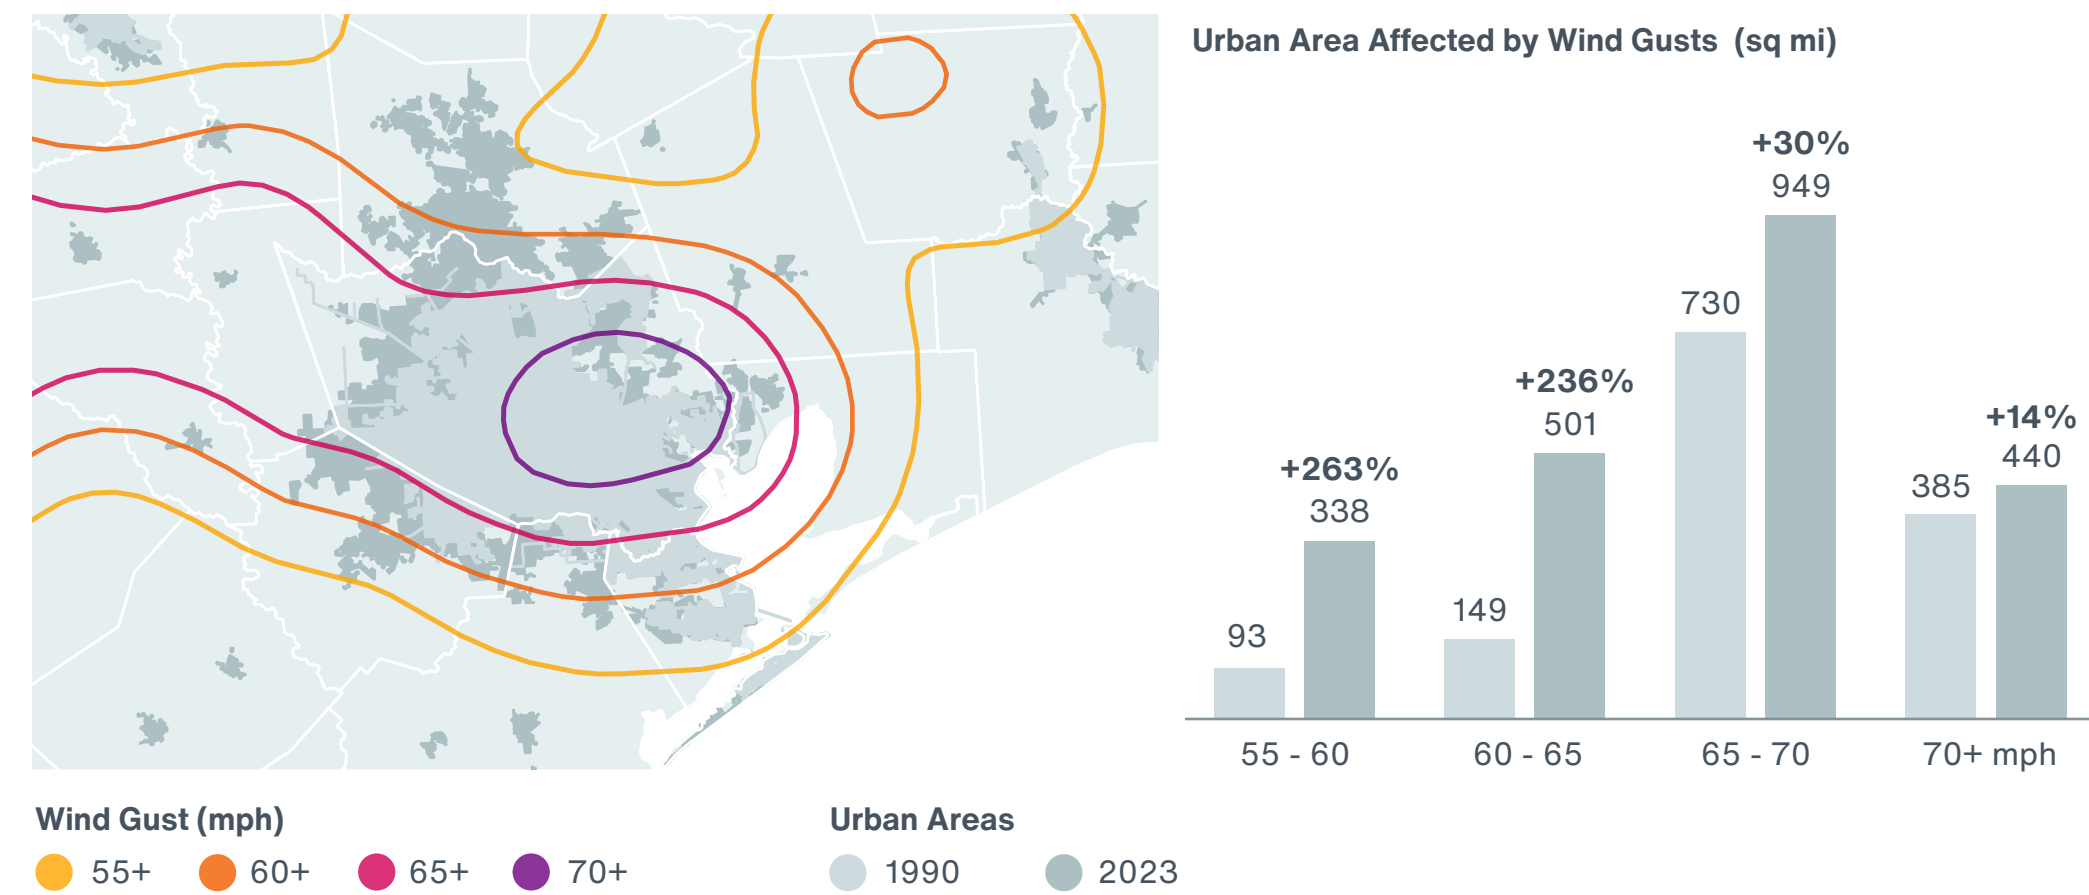 Urban Area Affected by Wind Gusts (sq mi)
+30%
949
730
+236%
501
+14%
440
385
+263%
338
149
93
55 - 60
60 - 65
65 - 70
70+ mph
Wind Gust (mph)
55+
60+
65+
70+
Urban Areas
1990
2023